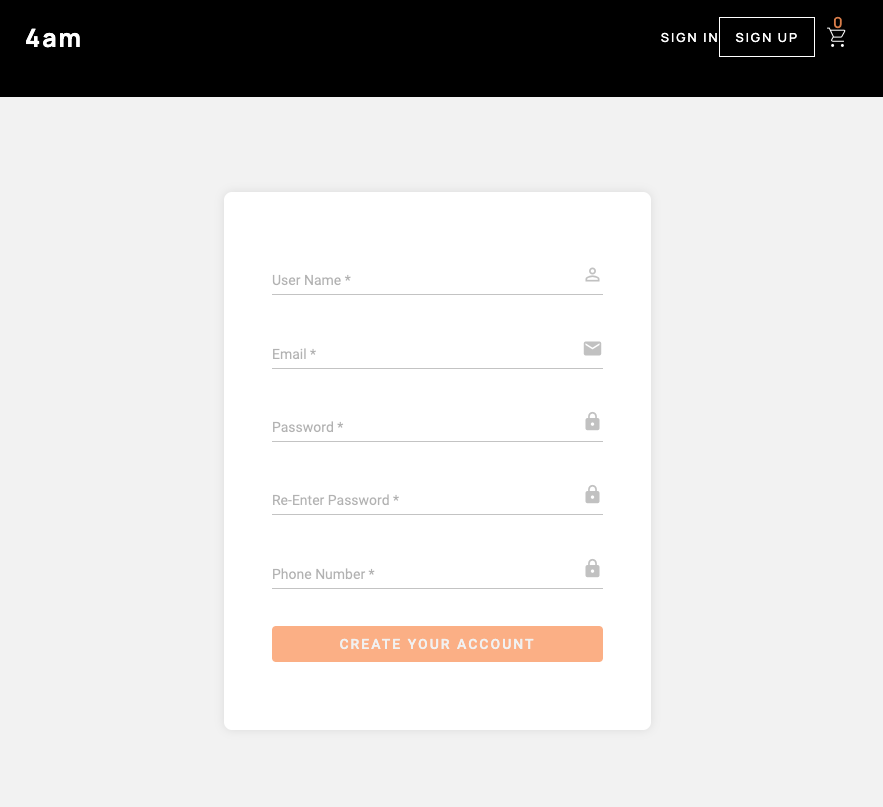 4am
SIGN IN
SIGN UP
0
User Name *
Email *
Password *
Re-Enter Password *
Phone Number *
CREATE YOUR ACCOUNT